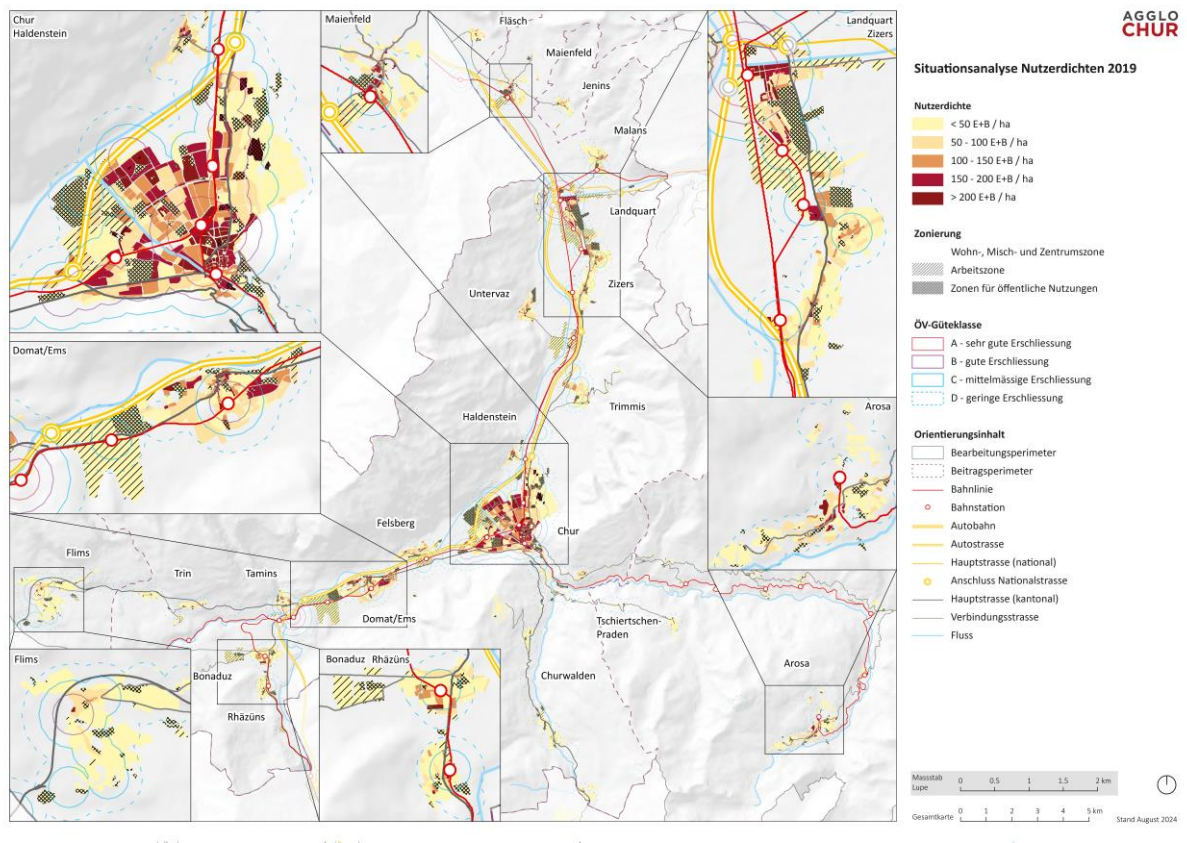 Chur
Haldenstein
Maienfeld
Fläsch
Maienfeld
Jenins
Malans
Landquart
Zizers
Landquart
Untervaz
Zizers
Domat/Ems
Haldenstein
Trimmis
Arosa
Felsberg
Chur
Flims
Trin
Tamins
Domat/Ems
Tschiertschen-
Praden
Flims
Bonaduz
Bonaduz Rhäzüns
Churwalden
Arosa
Rhäzüns
AGGLO
CHUR
Situationsanalyse Nutzerdichten 2019
Nutzerdichte
< 50 E+B / ha
50 - 100 E+B / ha
100 - 150 E+B / ha
150 - 200 E+B / ha
> 200 E+B / ha
Zonierung
Wohn-, Misch- und Zentrumszone
Arbeitszone
Zonen für öffentliche Nutzungen
ÖV-Güteklasse
A - sehr gute Erschliessung
B - gute Erschliessung
C - mittelmässige Erschliessung
D - geringe Erschliessung
Orientierungsinhalt
Bearbeitungsperimeter
Beitragsperimeter
Bahnlinie
Bahnstation
Autobahn
Autostrasse
Hauptstrasse (national)
Anschluss Nationalstrasse
Hauptstrasse (kantonal)
Verbindungsstrasse
Fluss
Massstab
Lupe
0 0.5 1 1.5 2 km
Gesamtkarte
0 1 2 3 4 5 km
Stand August 2024